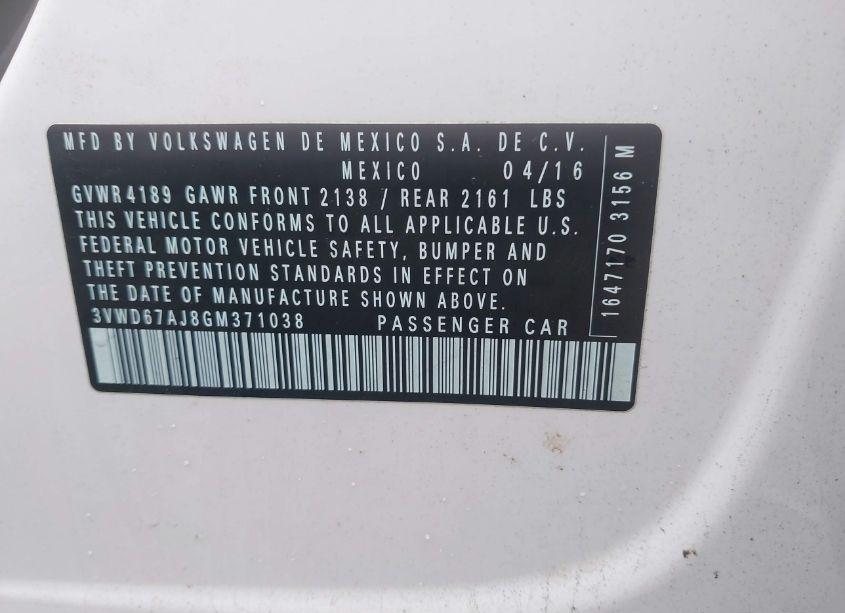 MFD BY VOLKSWAGEN DE MEXICO S.A. DE C.V.
MEXICO 04/16
GVWR 4189 GAWR FRONT 2138 / REAR 2161 LBS
THIS VEHICLE CONFORMS TO ALL APPLICABLE U.S.
FEDERAL MOTOR VEHICLE SAFETY, BUMPER AND
THEFT PREVENTION STANDARDS IN EFFECT ON
THE DATE OF MANUFACTURE SHOWN ABOVE.
3VWD67AJ8GM371038 PASSENGER CAR
1647170 3156 M